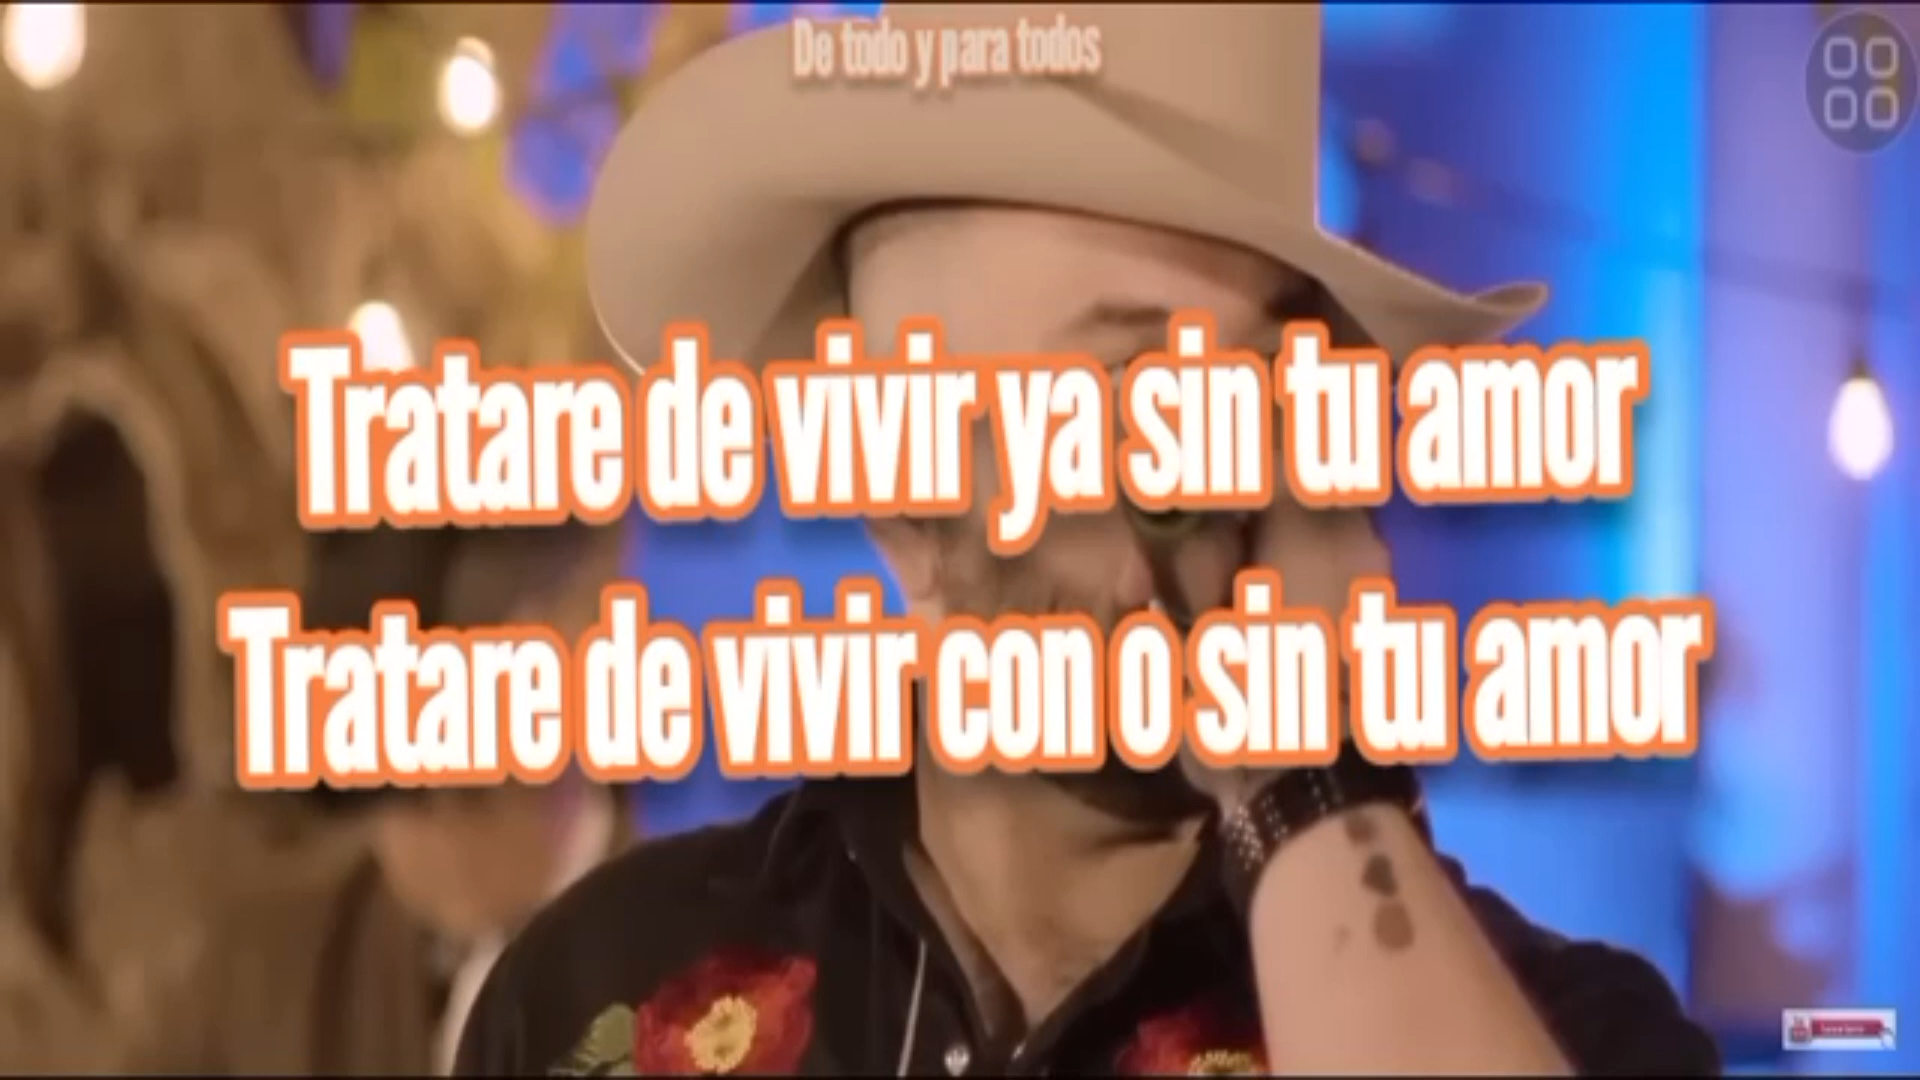 De todo y para todos
Tratare de vivir ya sin tu amor
Tratare de vivir con o sin tu amor